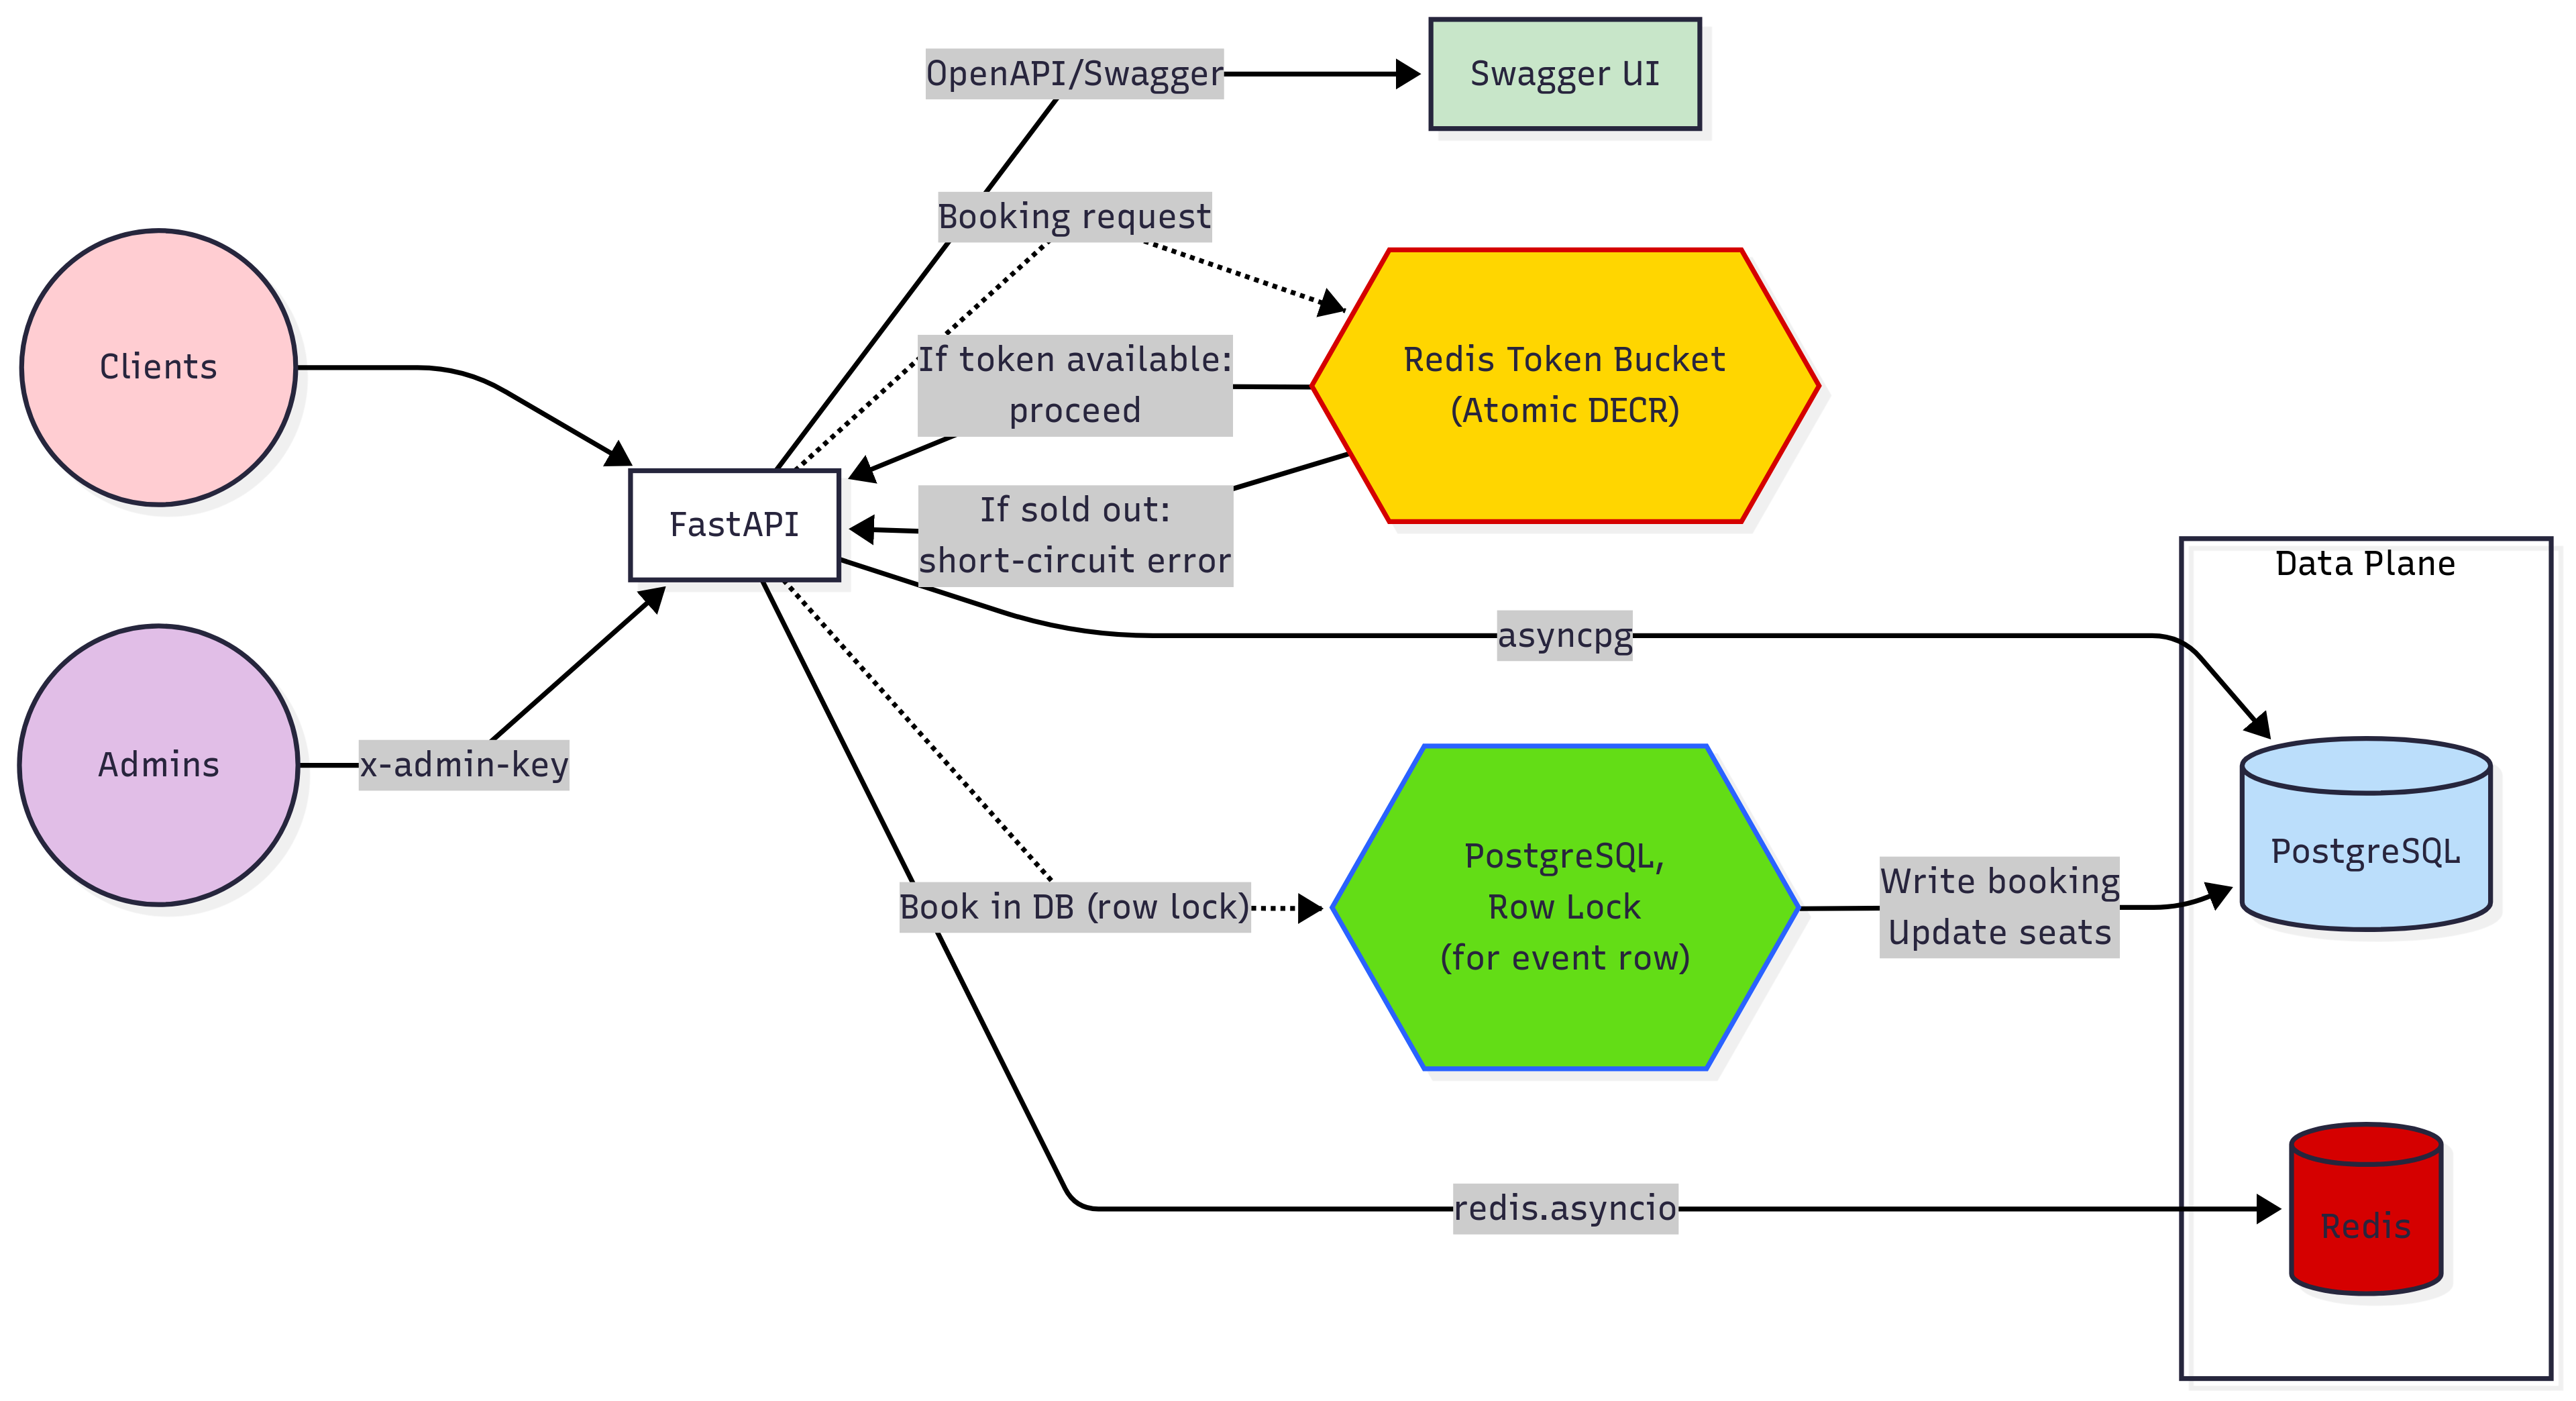 OpenAPI/Swagger
Swagger UI
Booking request
Clients
If token available:
proceed
Redis Token Bucket
(Atomic DECR)
FastAPI
If sold out:
short-circuit error
Data Plane
asyncpg
Admins
x-admin-key
PostgreSQL
Book in DB (row lock)
PostgreSQL,
Row Lock
(for event row)
Write booking
Update seats
redis.asyncio
Redis